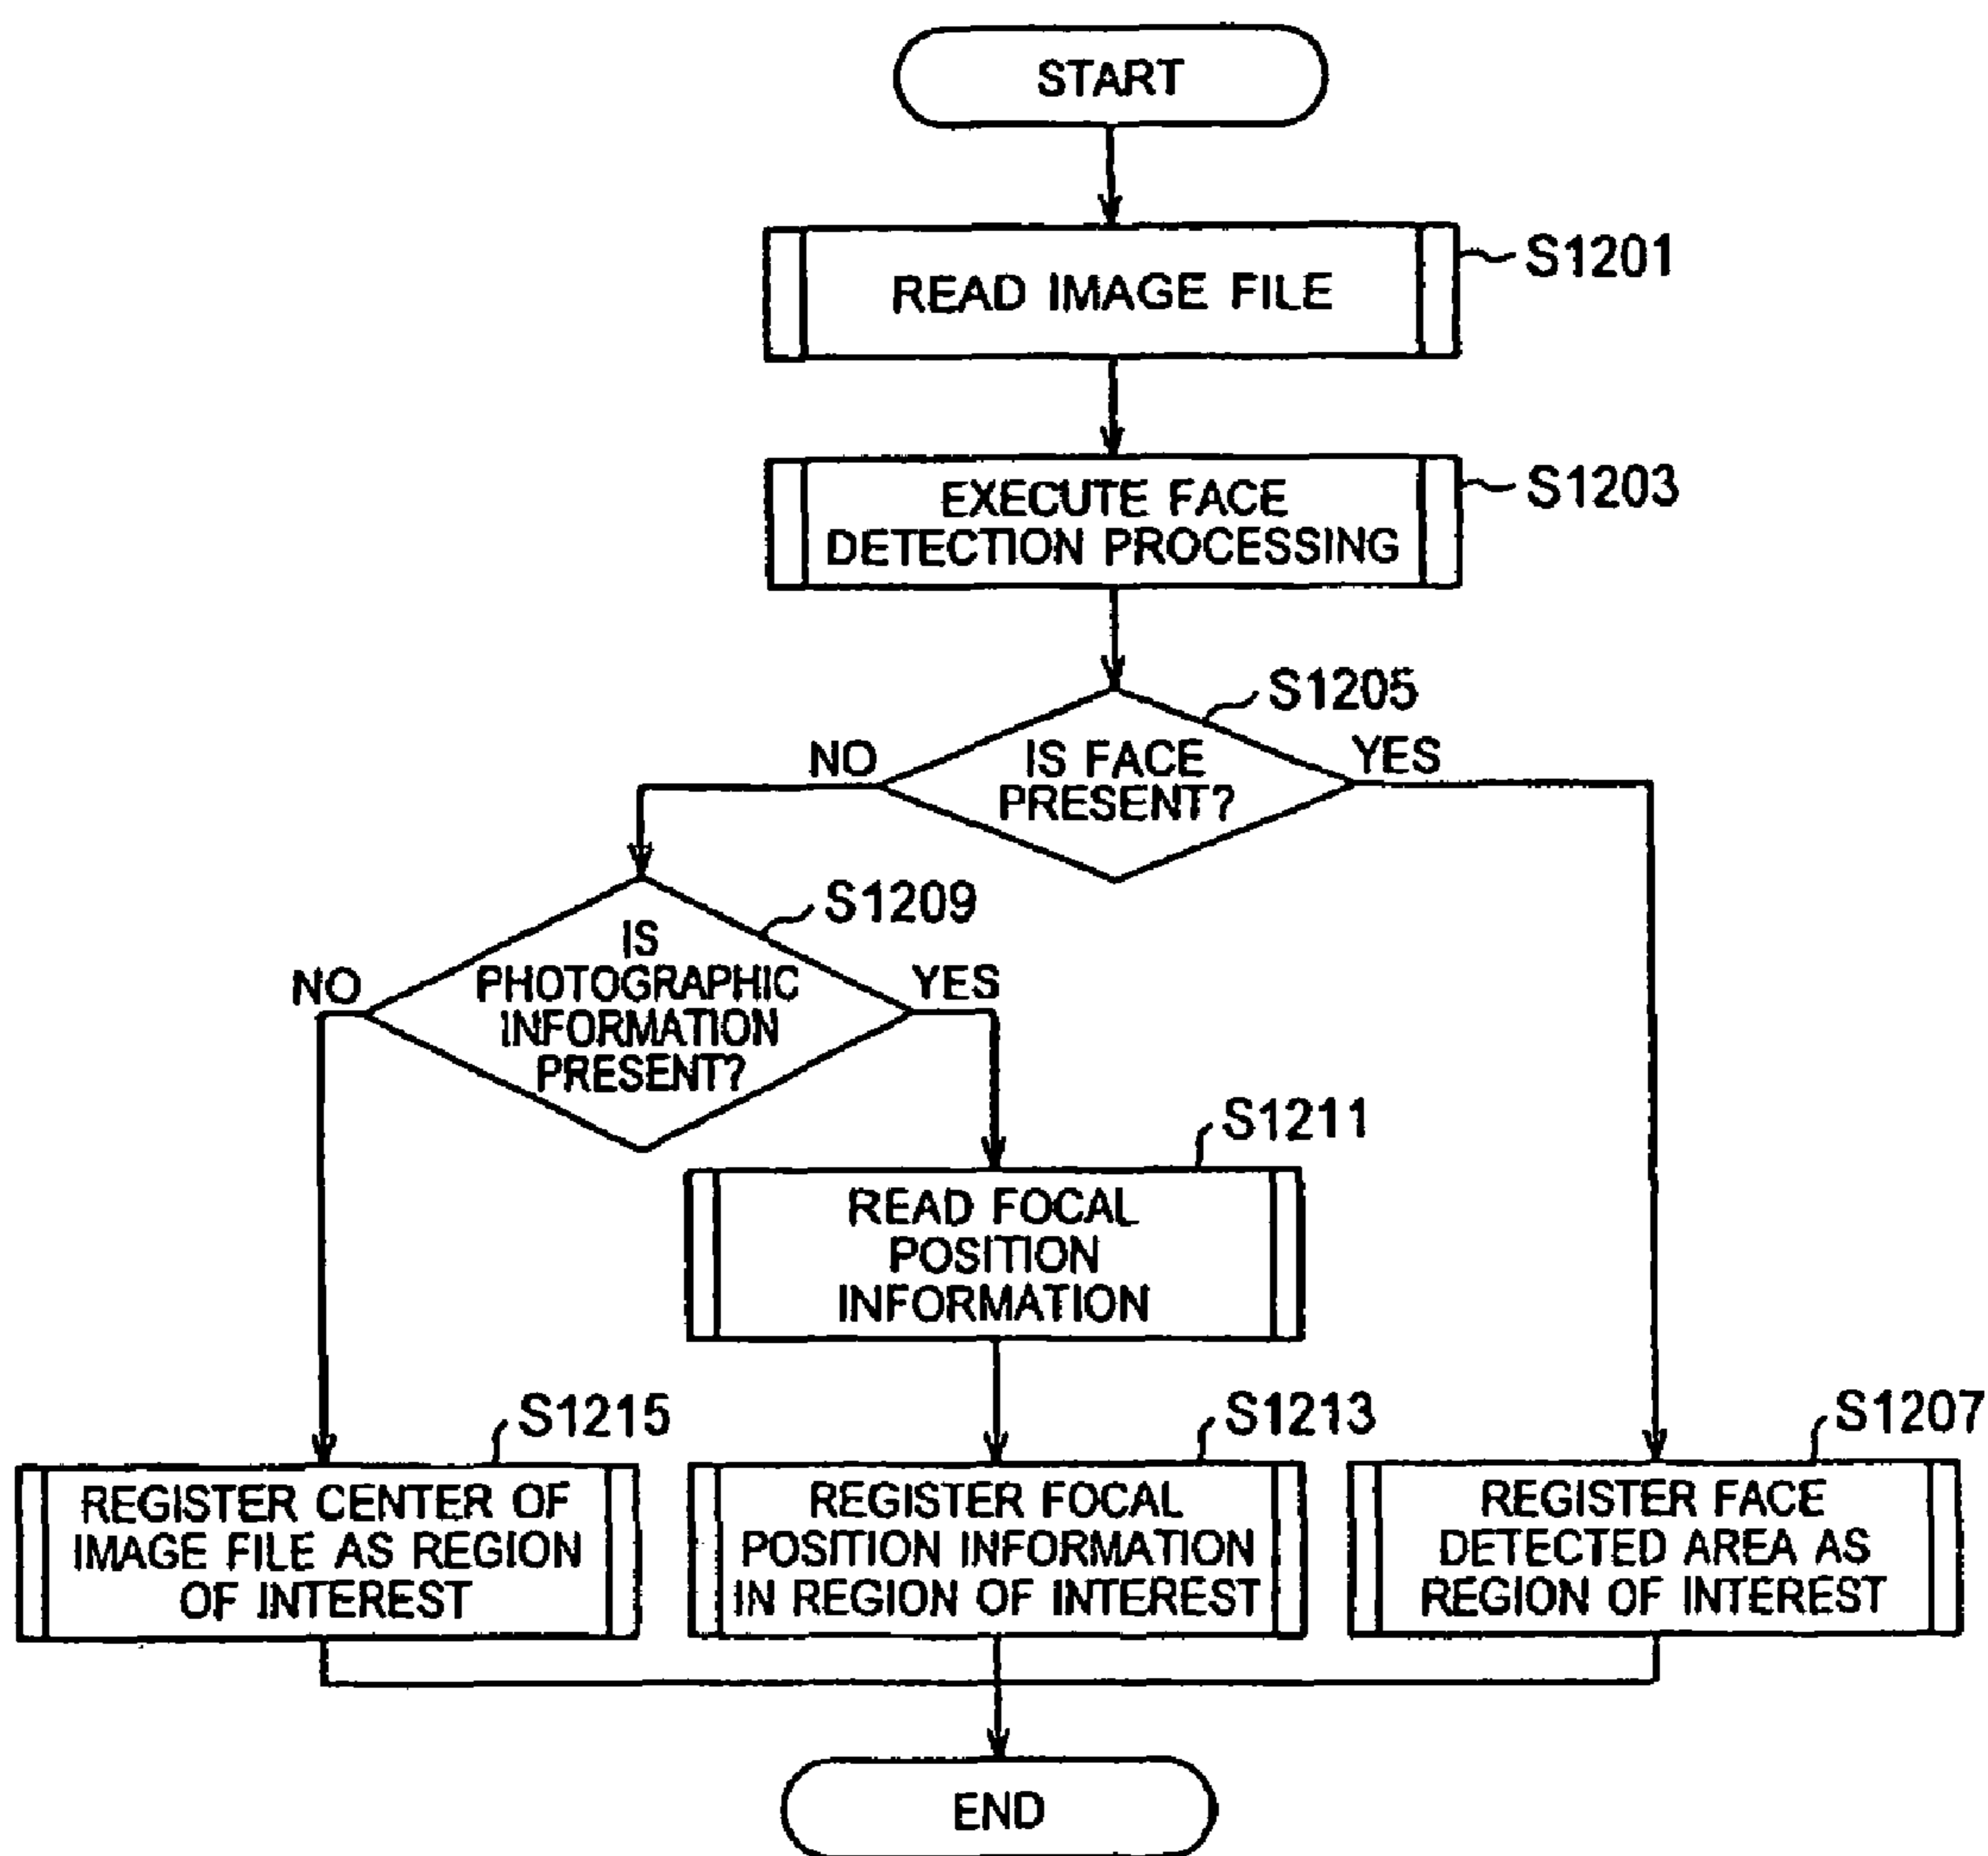 START
READ IMAGE FILE
S1201
EXECUTE FACE
DETECTION PROCESSING
S1203
S1205
IS FACE
PRESENT?
NO
YES
S1209
IS
PHOTOGRAPHIC
INFORMATION
PRESENT?
NO
YES
S1211
READ FOCAL
POSITION
INFORMATION
S1215
REGISTER CENTER OF
IMAGE FILE AS REGION
OF INTEREST
S1213
REGISTER FOCAL
POSITION INFORMATION
IN REGION OF INTEREST
S1207
REGISTER FACE
DETECTED AREA AS
REGION OF INTEREST
END